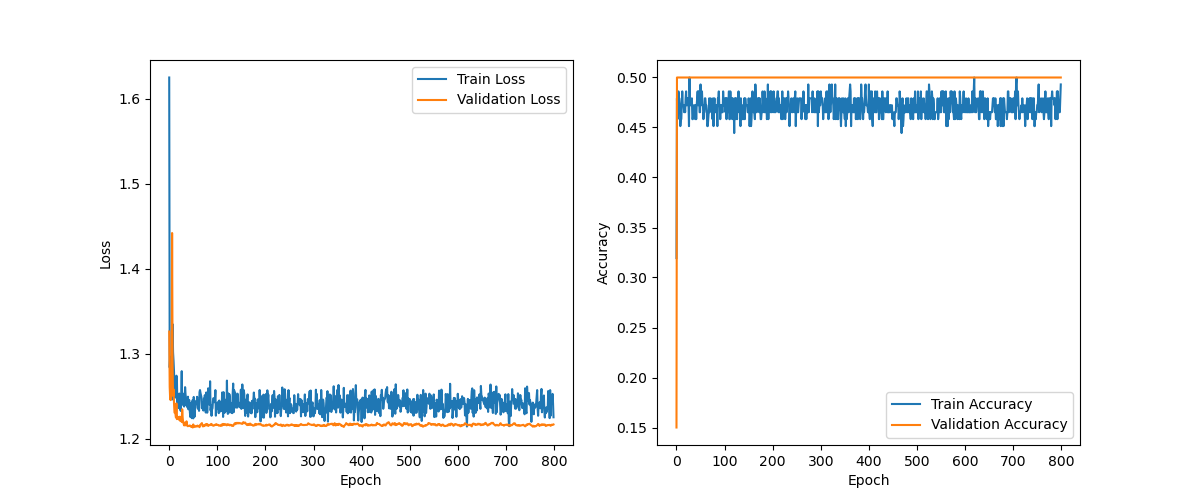 Train Loss
Validation Loss
1.6
1.5
1.4
1.3
1.2
Loss
0 100 200 300 400 500 600 700 800
Epoch
0.50
0.45
0.40
0.35
0.30
0.25
0.20
0.15
Accuracy
Train Accuracy
Validation Accuracy
0 100 200 300 400 500 600 700 800
Epoch